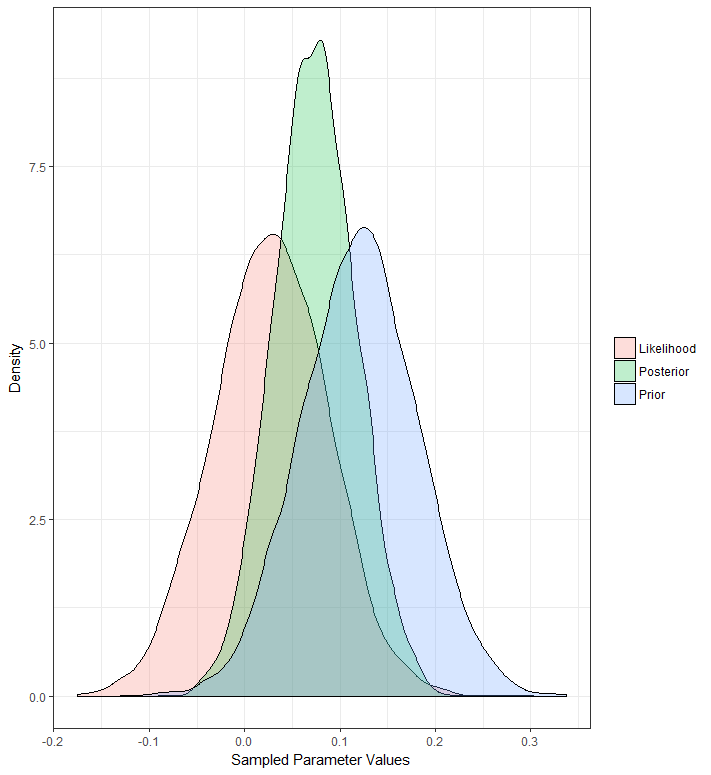 Density
7.5
5.0
2.5
0.0
-0.2 -0.1 0.0 0.1 0.2 0.3
Sampled Parameter Values
Likelihood
Posterior
Prior